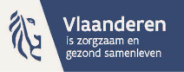 Vlaanderen
is zorgzaam en
gezond samenleven